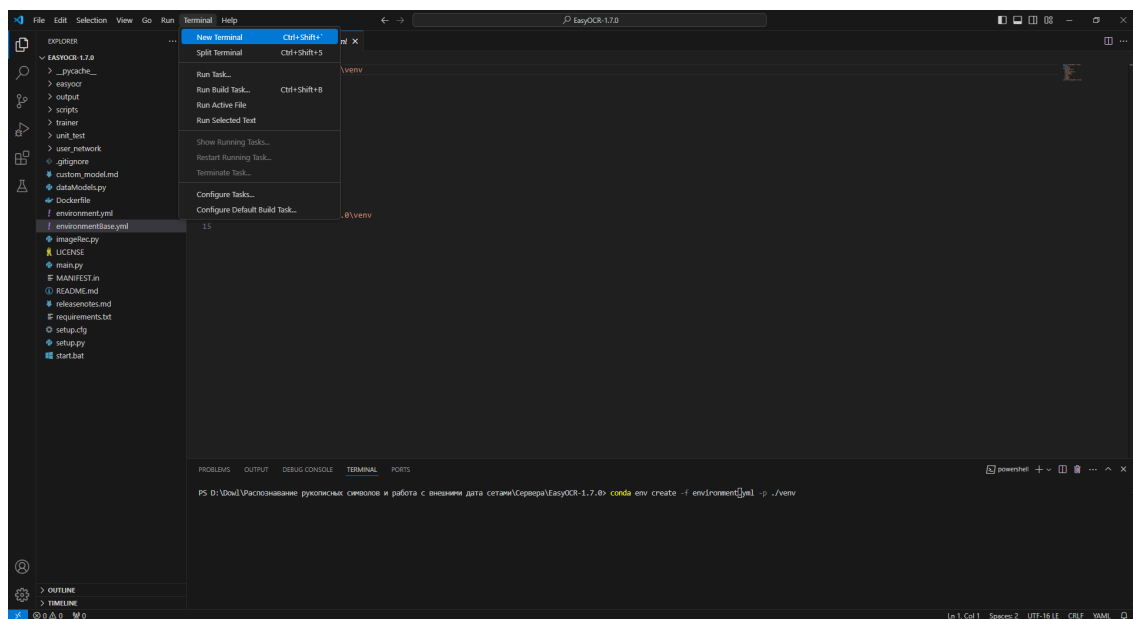 File Edit Selection View Go Run Terminal Help
EasyOCR-1.7.0
EXPLORER
EASYOCR-1.7.0
__pycache__
easyocr
output
scripts
trainer
unit_test
user_network
.gitignore
custom_model.md
dataModels.py
Dockerfile
environment.yml
environmentBase.yml
imageRec.py
LICENSE
main.py
MANIFEST.in
README.md
releasenotes.md
requirements.txt
setup.cfg
setup.py
start.bat
OUTLINE
TIMELINE
New Terminal Ctrl+Shift+`
Split Terminal Ctrl+Shift+5
Run Task...
Run Build Task... Ctrl+Shift+B
Run Active File
Run Selected Text
Show Running Tasks...
Restart Running Task...
Terminate Task...
Configure Tasks...
Configure Default Build Task...
ml
\venv
.0\venv
15
PROBLEMS OUTPUT DEBUG CONSOLE TERMINAL PORTS
powershell
PS D:\Dowl\Распознавание рукописных символов и работа с внешними дата сетами\Сервера\EasyOCR-1.7.0> conda env create -f environment.yml -p ./venv
0 0 0
Ln 1, Col 1 Spaces: 2 UTF-16 LE CRLF YAML